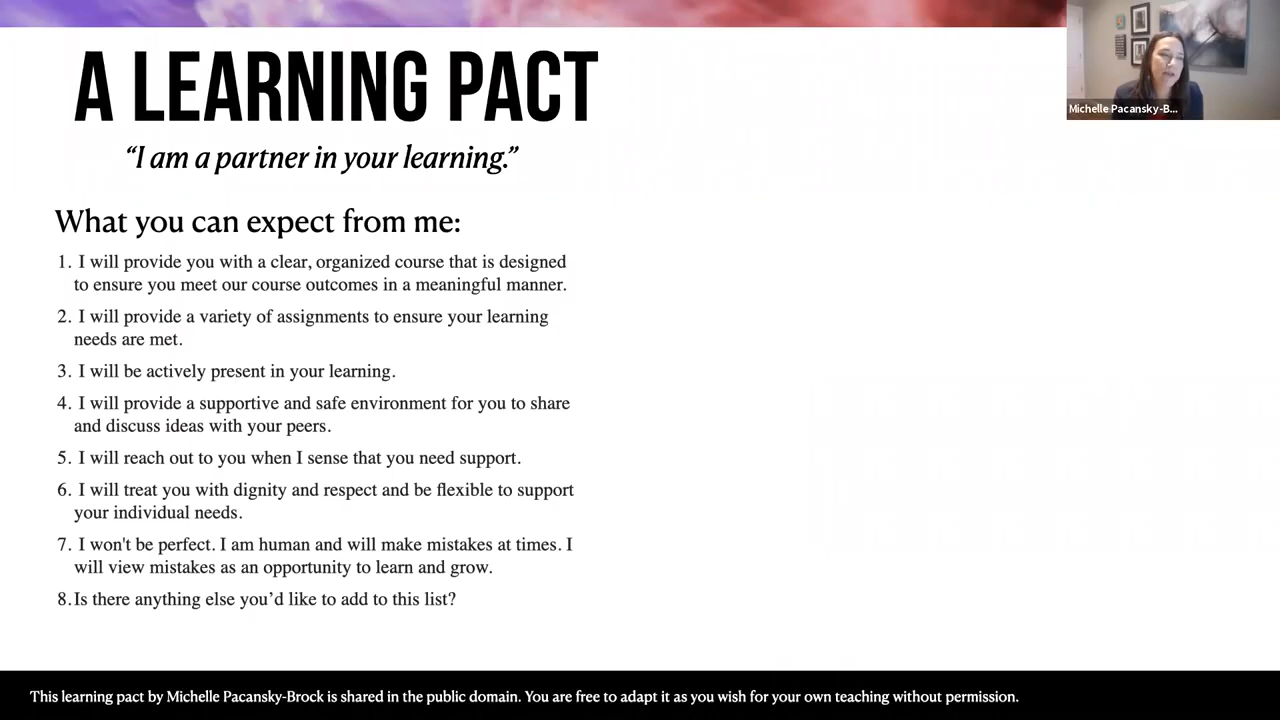 A LEARNING PACT
“I am a partner in your learning.”
What you can expect from me:
1. I will provide you with a clear, organized course that is designed
to ensure you meet our course outcomes in a meaningful manner.
2. I will provide a variety of assignments to ensure your learning
needs are met.
3. I will be actively present in your learning.
4. I will provide a supportive and safe environment for you to share
and discuss ideas with your peers.
5. I will reach out to you when I sense that you need support.
6. I will treat you with dignity and respect and be flexible to support
your individual needs.
7. I won't be perfect. I am human and will make mistakes at times. I
will view mistakes as an opportunity to learn and grow.
8.Is there anything else you’d like to add to this list?
Michelle Pacansky-B...
This learning pact by Michelle Pacansky-Brock is shared in the public domain. You are free to adapt it as you wish for your own teaching without permission.